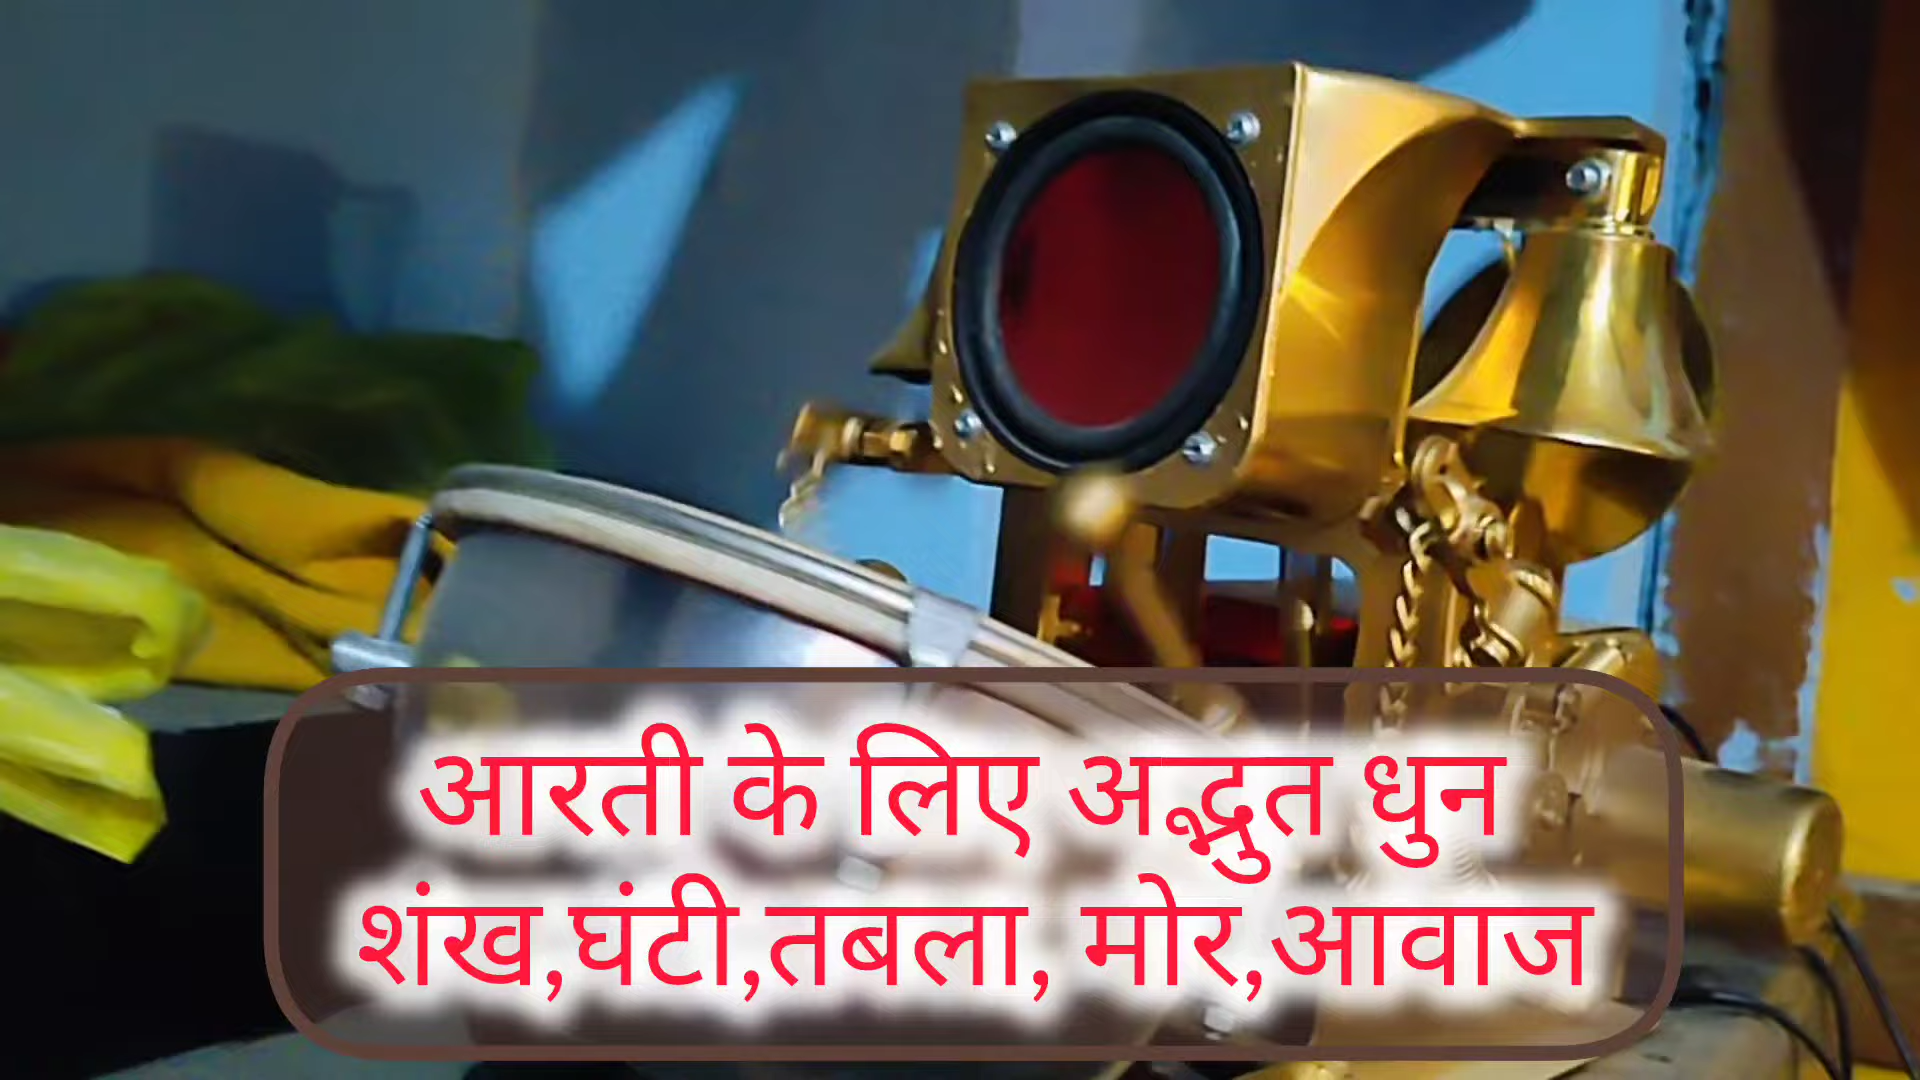 आरती के लिए अद्भुत धुन
शंख,घंटी,तबला, मोर,आवाज